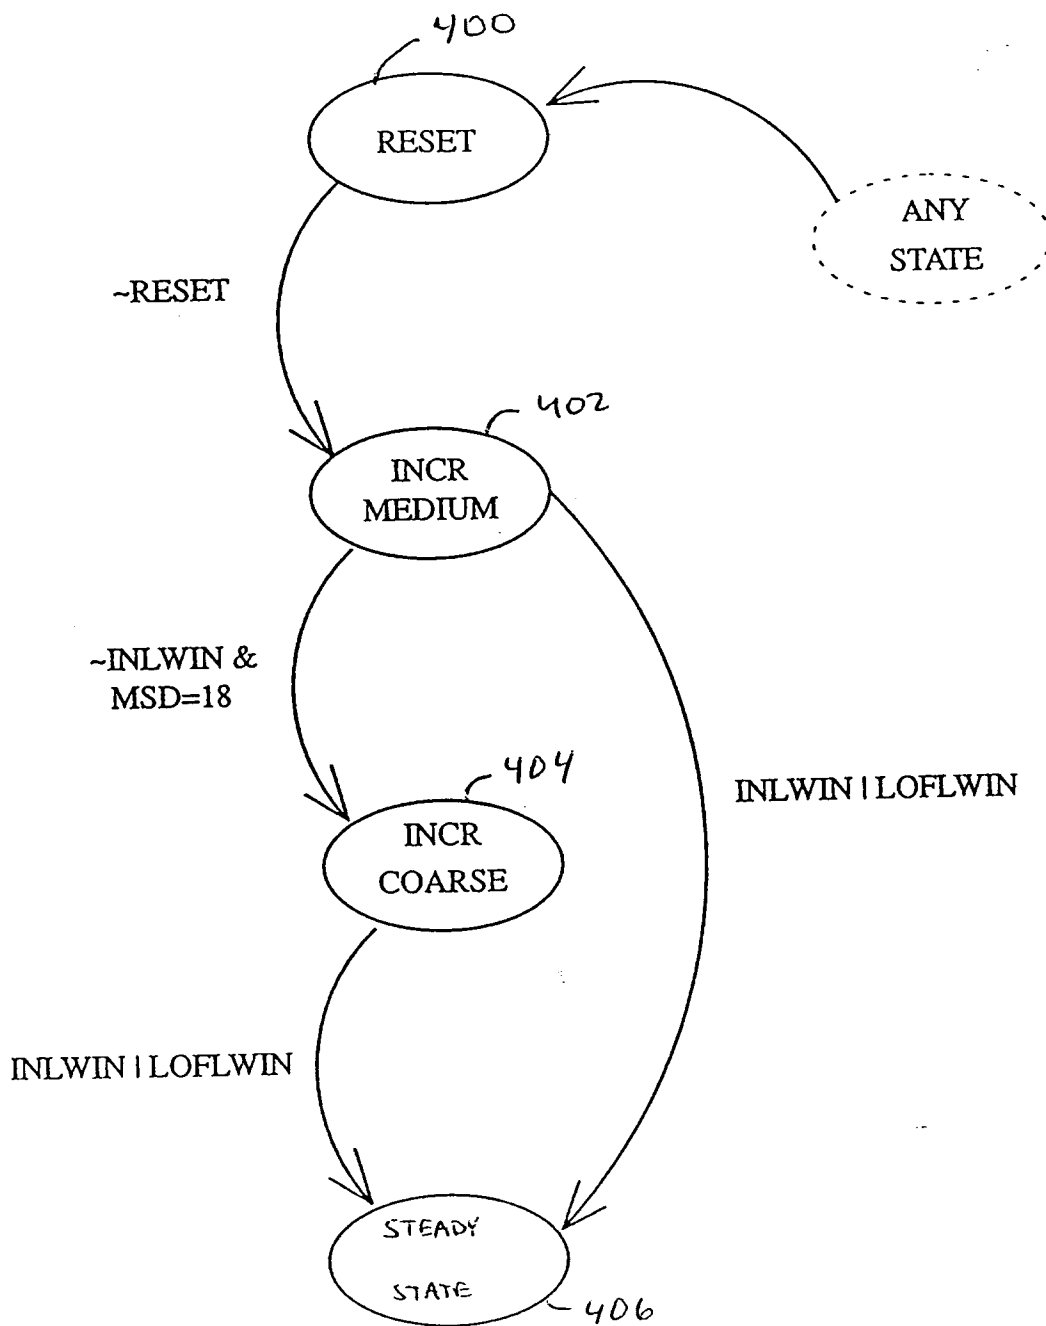 400
RESET
ANY
STATE
~RESET
402
INCR
MEDIUM
~INLWIN &
MSD=18
404
INLWIN | LOFLWIN
INCR
COARSE
INLWIN | LOFLWIN
STEADY
STATE
406